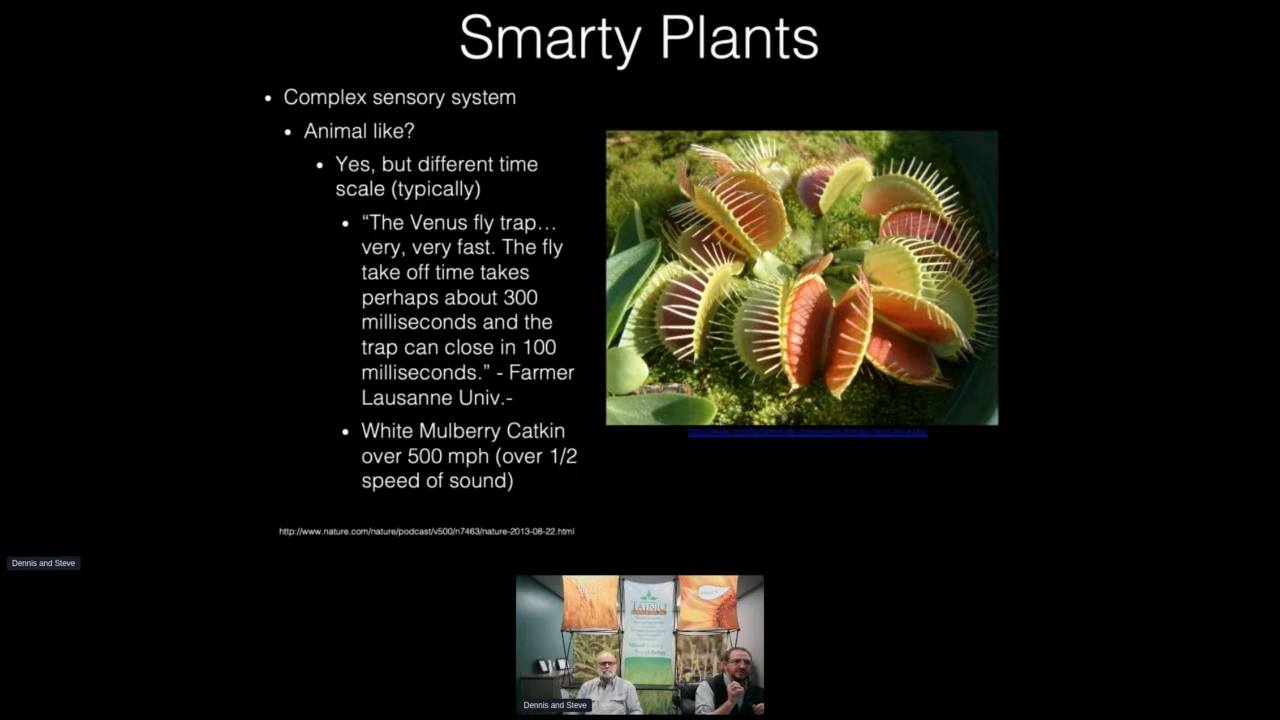 Smarty Plants
• Complex sensory system
• Animal like?
• Yes, but different time
scale (typically)
• “The Venus fly trap…
very, very fast. The fly
take off time takes
perhaps about 300
milliseconds and the
trap can close in 100
milliseconds.” - Farmer
Lausanne Univ.-
• White Mulberry Catkin
over 500 mph (over 1/2
speed of sound)
http://www.nature.com/nature/podcast/v500/n7463/nature-2013-08-22.html
Dennis and Steve
TAINIO
Dennis and Steve